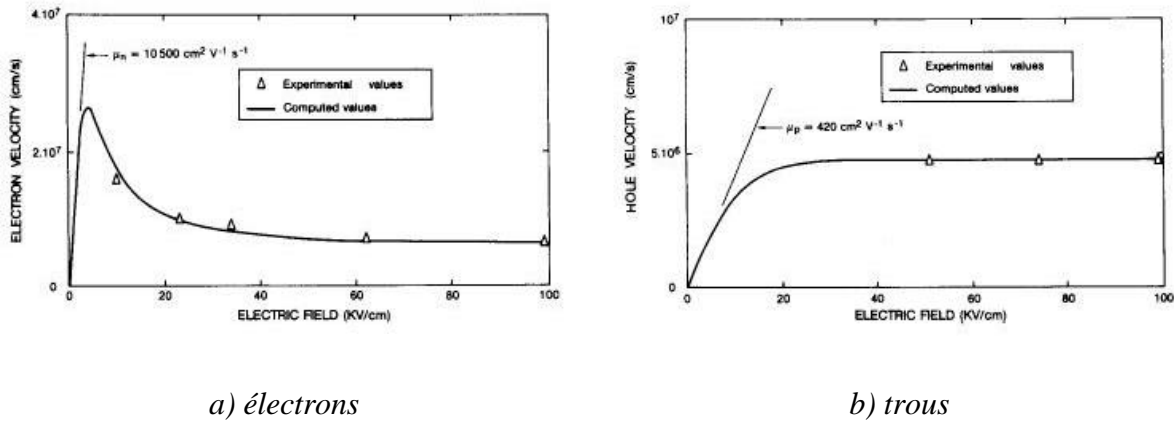 4.10⁷
μₙ = 10 500 cm² V⁻¹ s⁻¹
Experimental values
Computed values
2.10⁷
ELECTRON VELOCITY (cm/s)
0
0 20 40 60 80 100
ELECTRIC FIELD (KV/cm)
a) électrons
10⁷
Experimental values
Computed values
μₚ = 420 cm² V⁻¹ s⁻¹
5.10⁶
HOLE VELOCITY (cm/s)
0
0 20 40 60 80 100
ELECTRIC FIELD (KV/cm)
b) trous